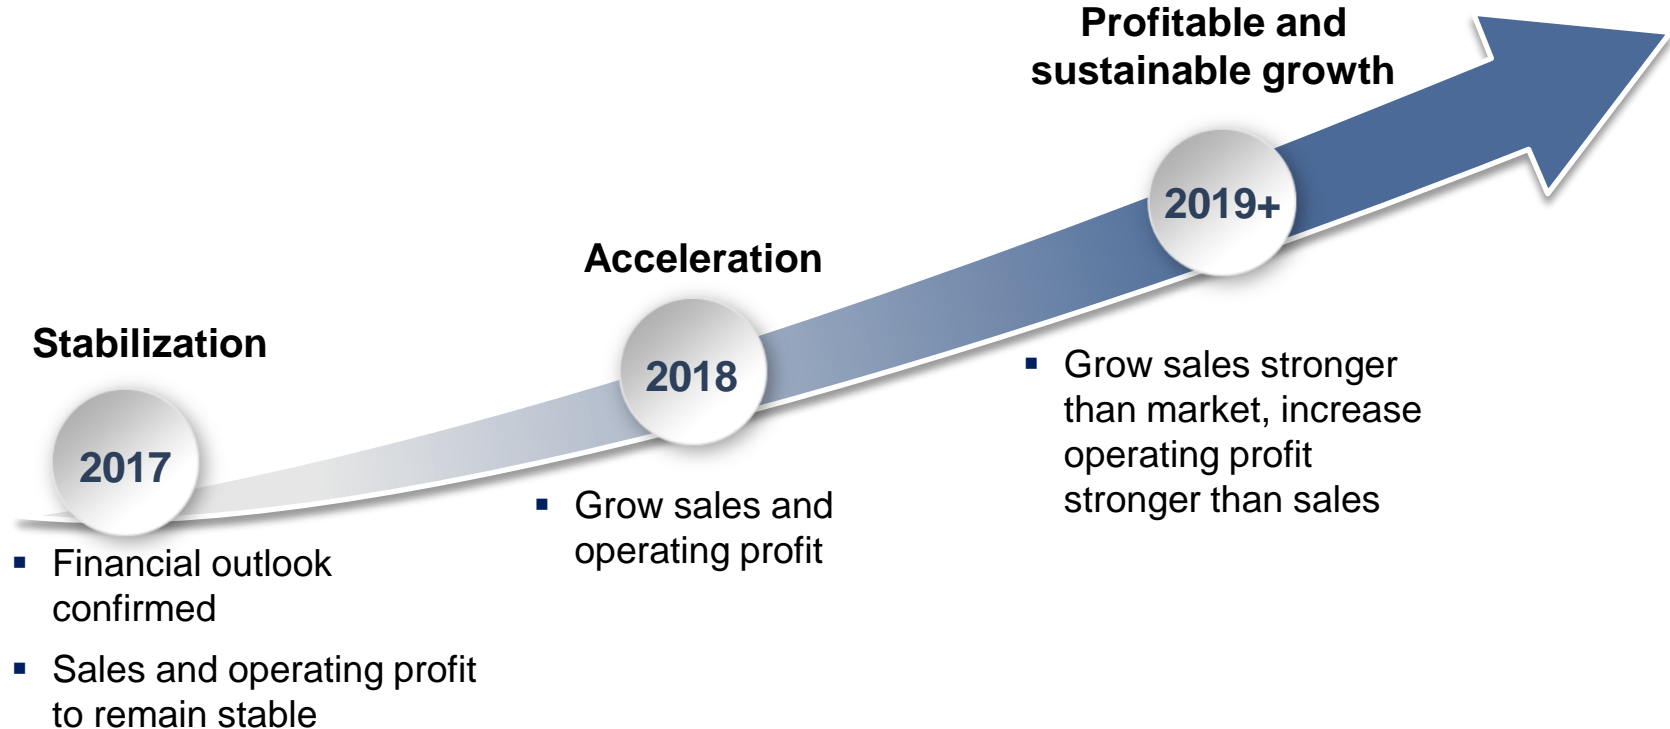 Stabilization
2017
▪ Financial outlook
confirmed
▪ Sales and operating profit
to remain stable
Acceleration
2018
▪ Grow sales and
operating profit
Profitable and
sustainable growth
2019+
▪ Grow sales stronger
than market, increase
operating profit
stronger than sales